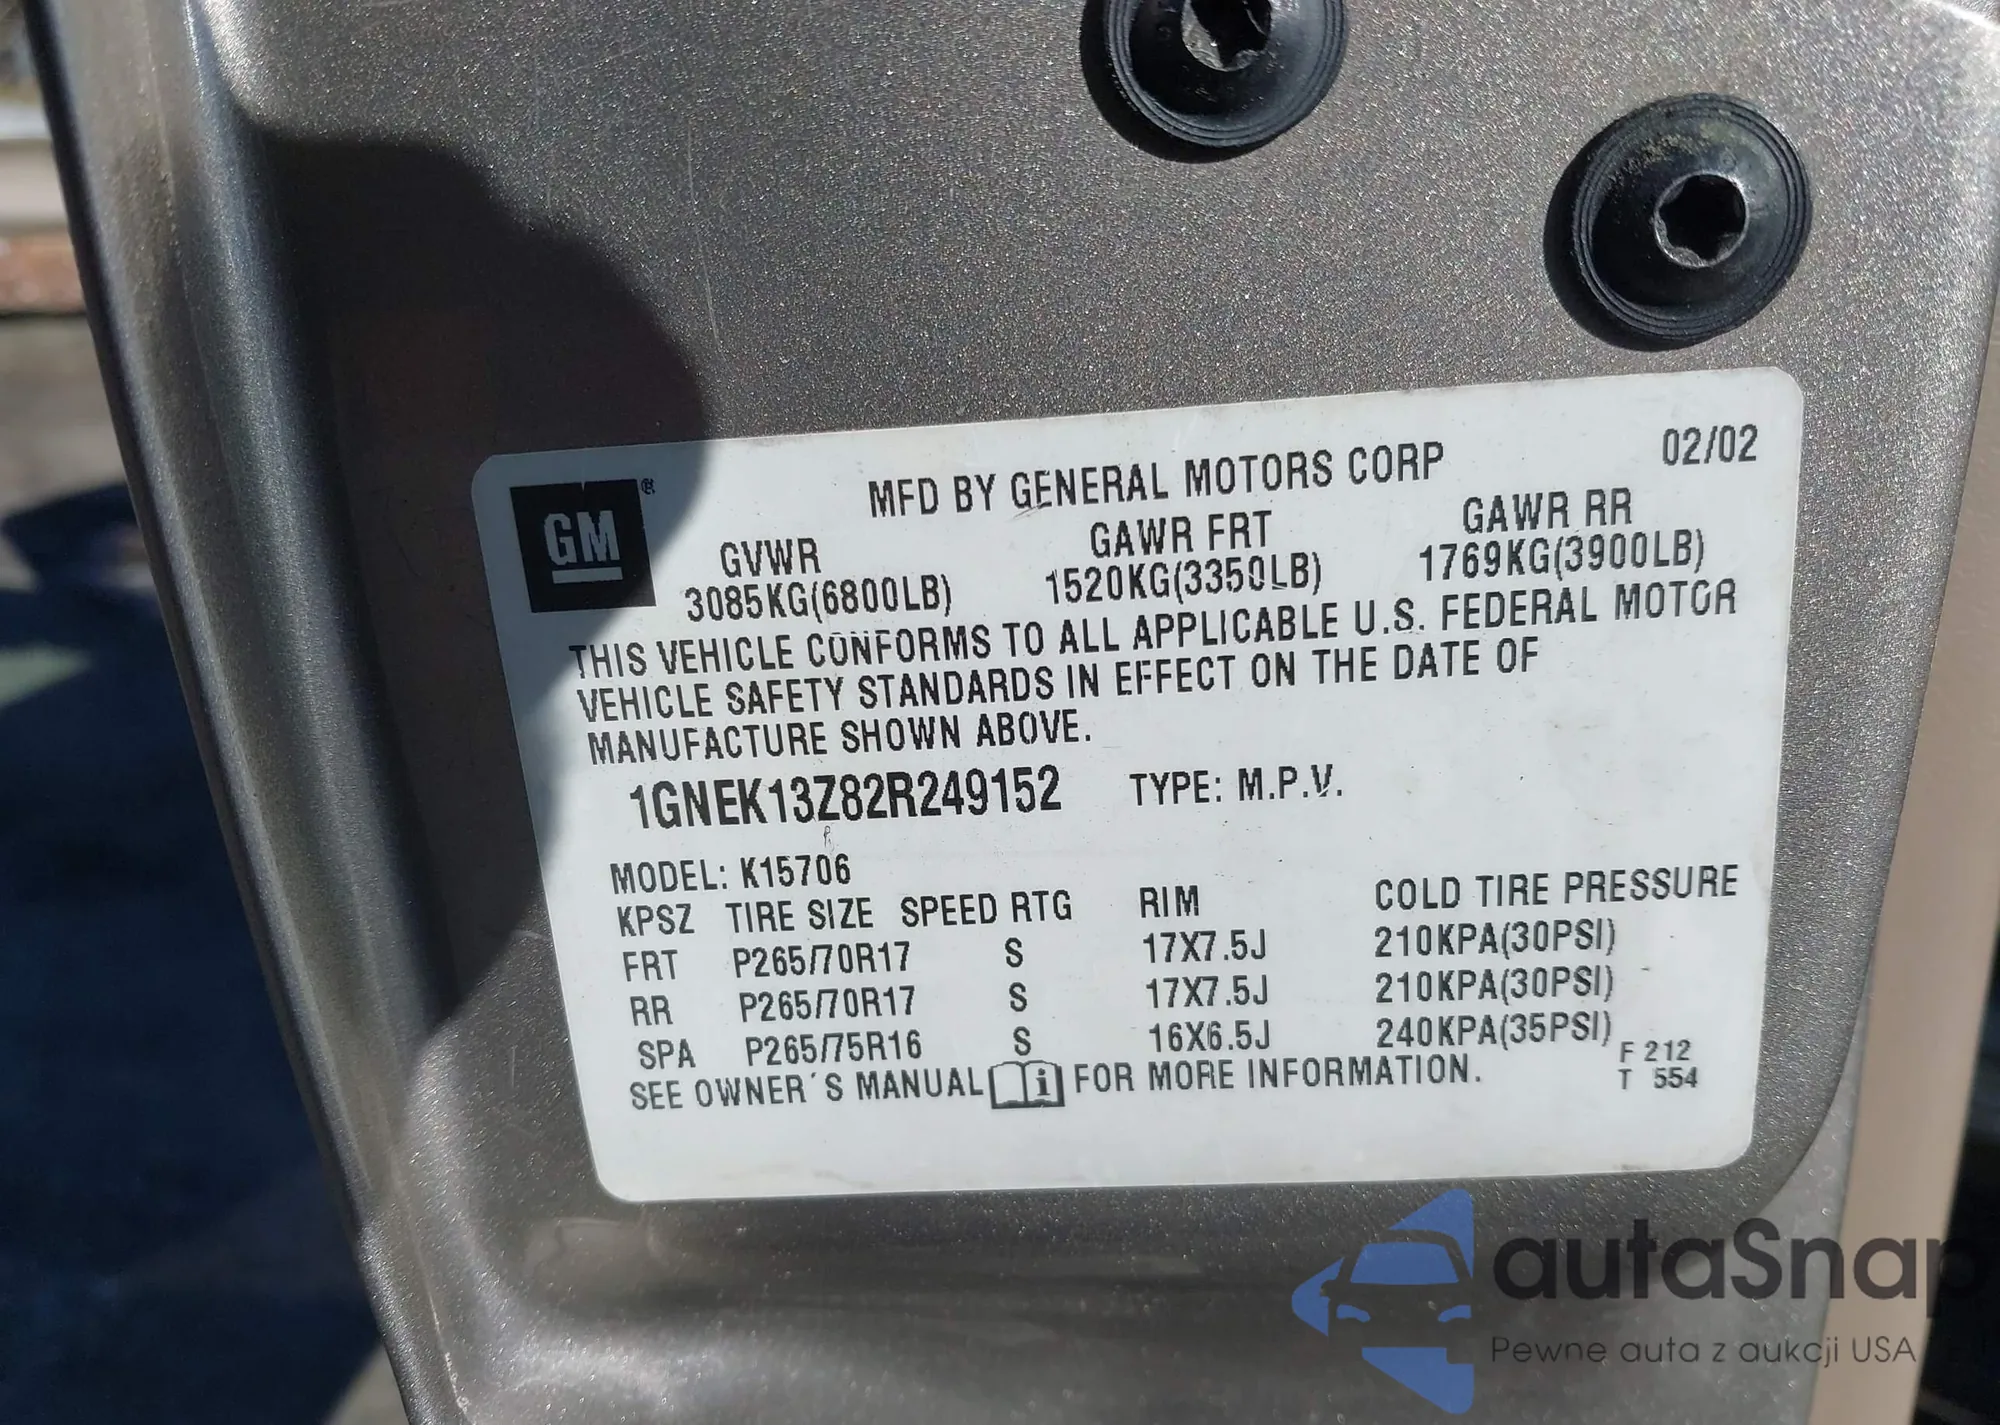 MFD BY GENERAL MOTORS CORP 02/02
GM ®
GVWR GAWR FRT GAWR RR
3085KG(6800LB) 1520KG(3350LB) 1769KG(3900LB)
THIS VEHICLE CONFORMS TO ALL APPLICABLE U.S. FEDERAL MOTOR
VEHICLE SAFETY STANDARDS IN EFFECT ON THE DATE OF
MANUFACTURE SHOWN ABOVE.
1GNEK13Z82R249152 TYPE: M.P.V.
MODEL: K15706
KPSZ TIRE SIZE SPEED RTG RIM COLD TIRE PRESSURE
FRT P265/70R17 S 17X7.5J 210KPA(30PSI)
RR P265/70R17 S 17X7.5J 210KPA(30PSI)
SPA P265/75R16 S 16X6.5J 240KPA(35PSI)
SEE OWNER´S MANUAL i FOR MORE INFORMATION.
F 212
T 554
autaSnap
Pewne auta z aukcji USA